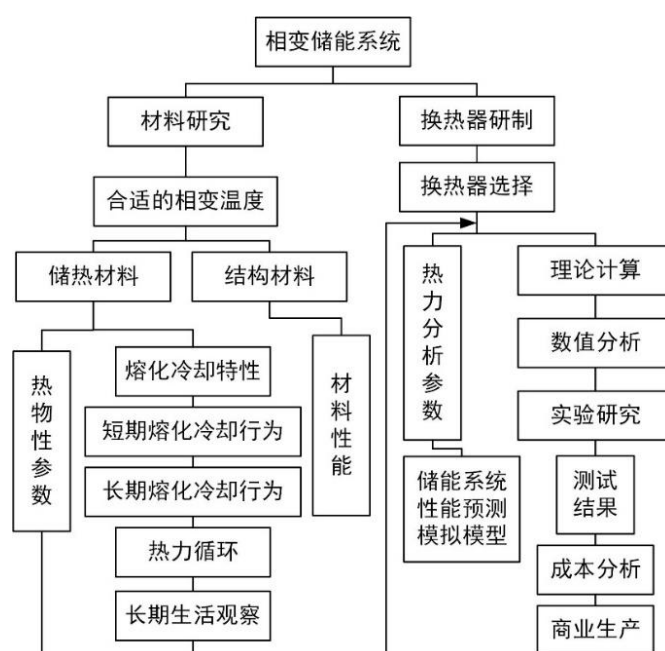 相变储能系统
材料研究
换热器研制
合适的相变温度
换热器选择
储热材料
结构材料
热力分析参数
理论计算
数值分析
热物性参数
熔化冷却特性
材料性能
短期熔化冷却行为
实验研究
长期熔化冷却行为
储能系统
性能预测
模拟模型
测试
结果
热力循环
成本分析
长期生活观察
商业生产